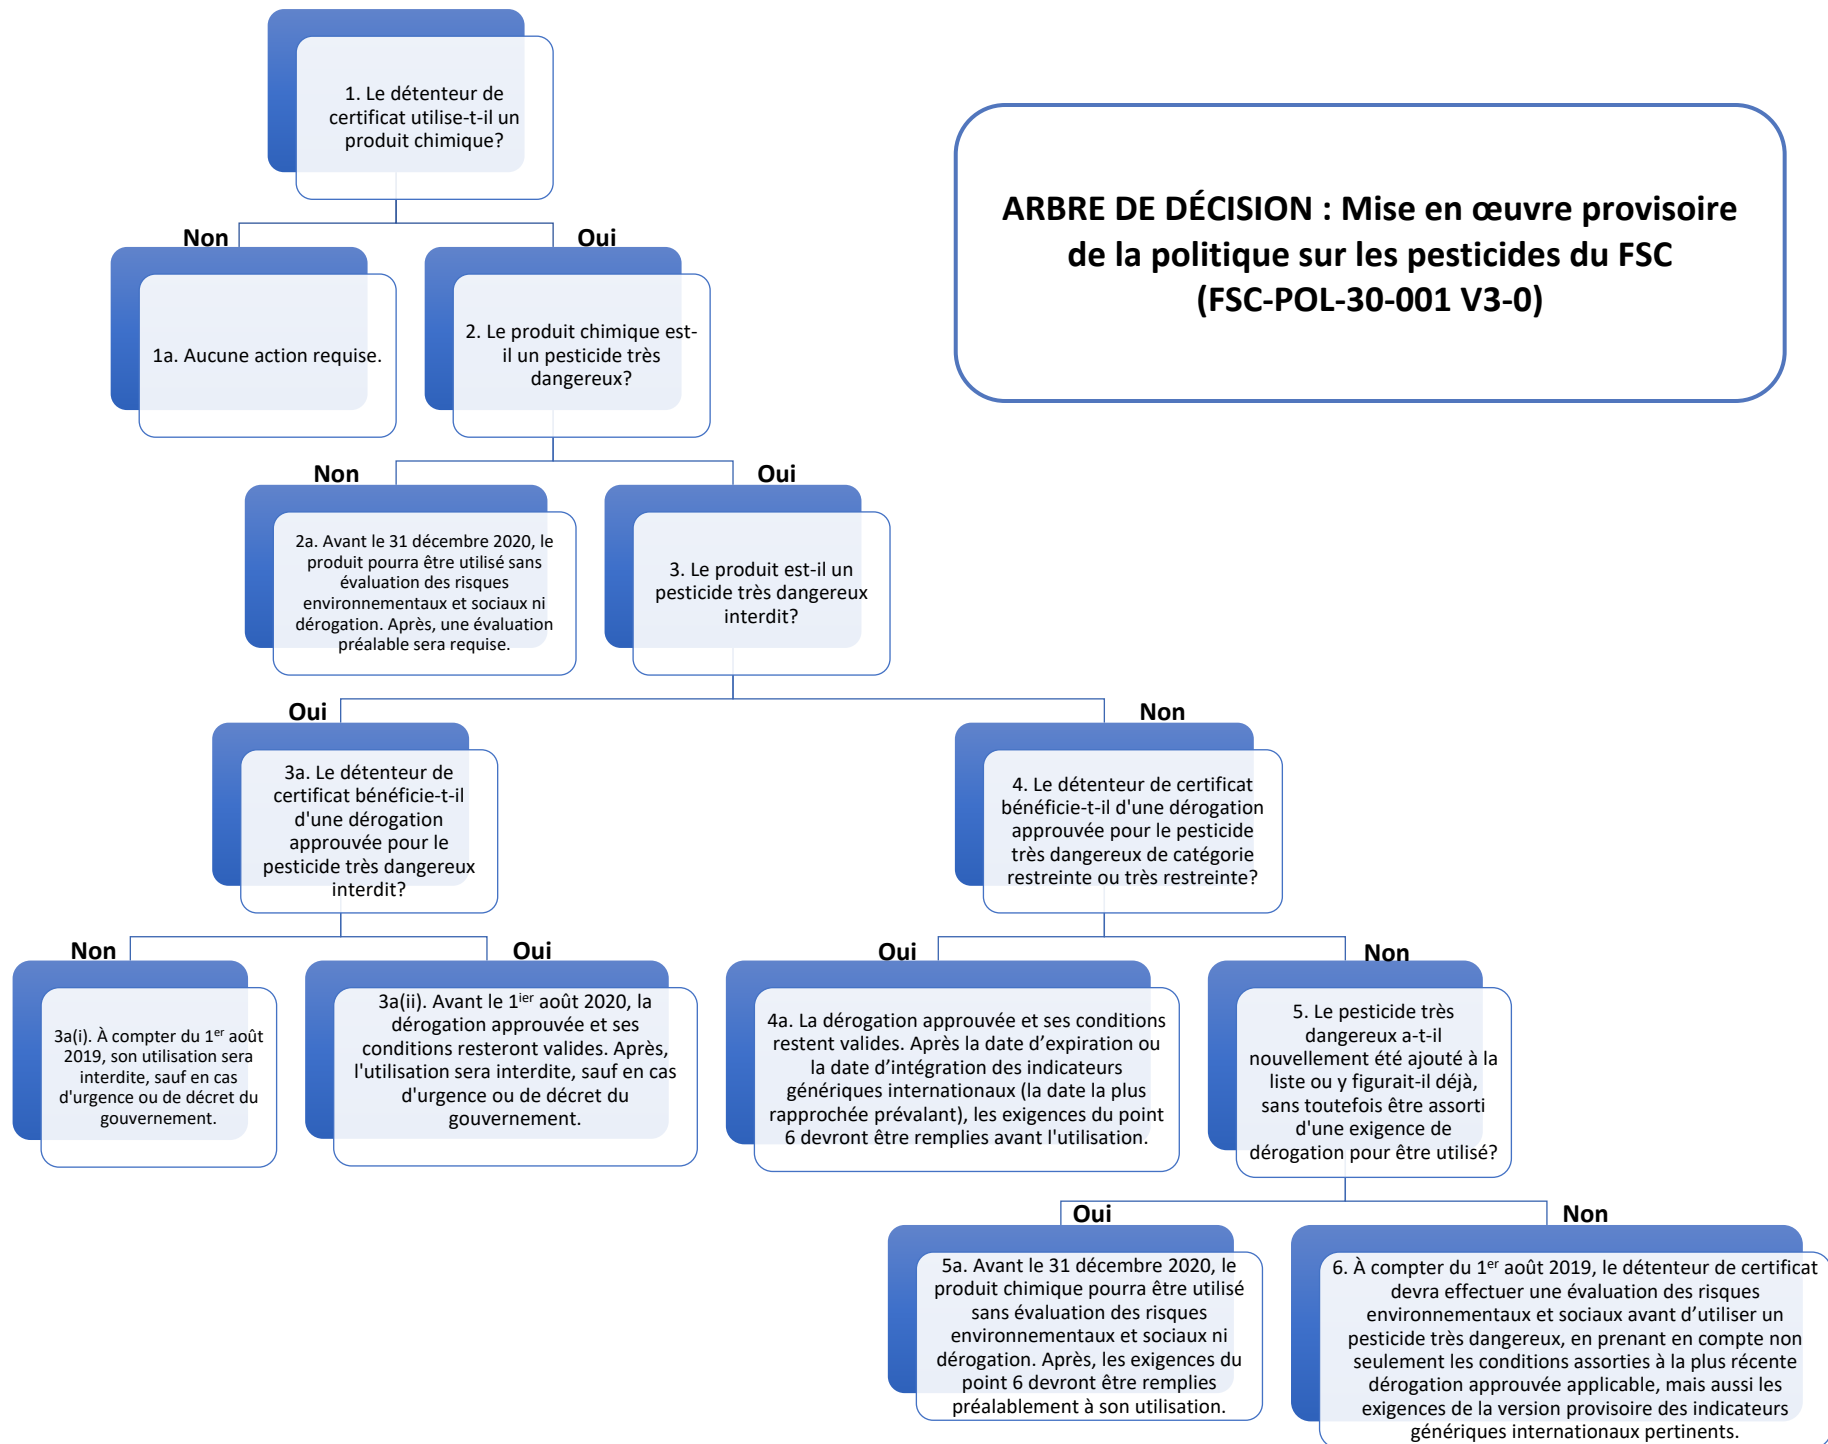 1. Le détenteur de
certificat utilise-t-il un
produit chimique?
ARBRE DE DÉCISION : Mise en œuvre provisoire
de la politique sur les pesticides du FSC
(FSC-POL-30-001 V3-0)
Non
Oui
1a. Aucune action requise.
2. Le produit chimique est-
il un pesticide très
dangereux?
Non
Oui
2a. Avant le 31 décembre 2020, le
produit pourra être utilisé sans
évaluation des risques
environnementaux et sociaux ni
dérogation. Après, une évaluation
préalable sera requise.
3. Le produit est-il un
pesticide très dangereux
interdit?
Oui
Non
3a. Le détenteur de
certificat bénéficie-t-il
d'une dérogation
approuvée pour le
pesticide très dangereux
interdit?
4. Le détenteur de certificat
bénéficie-t-il d'une dérogation
approuvée pour le pesticide
très dangereux de catégorie
restreinte ou très restreinte?
Non
Oui
Oui
Non
3a(i). À compter du 1er août
2019, son utilisation sera
interdite, sauf en cas
d'urgence ou de décret du
gouvernement.
3a(ii). Avant le 1ier août 2020, la
dérogation approuvée et ses
conditions resteront valides. Après,
l'utilisation sera interdite, sauf en cas
d'urgence ou de décret du
gouvernement.
4a. La dérogation approuvée et ses conditions
restent valides. Après la date d’expiration ou
la date d’intégration des indicateurs
génériques internationaux (la date la plus
rapprochée prévalant), les exigences du point
6 devront être remplies avant l'utilisation.
5. Le pesticide très
dangereux a-t-il
nouvellement été ajouté à la
liste ou y figurait-il déjà,
sans toutefois être assorti
d'une exigence de
dérogation pour être utilisé?
Oui
Non
5a. Avant le 31 décembre 2020, le
produit chimique pourra être utilisé
sans évaluation des risques
environnementaux et sociaux ni
dérogation. Après, les exigences du
point 6 devront être remplies
préalablement à son utilisation.
6. À compter du 1er août 2019, le détenteur de certificat
devra effectuer une évaluation des risques
environnementaux et sociaux avant d’utiliser un
pesticide très dangereux, en prenant en compte non
seulement les conditions assorties à la plus récente
dérogation approuvée applicable, mais aussi les
exigences de la version provisoire des indicateurs
génériques internationaux pertinents.